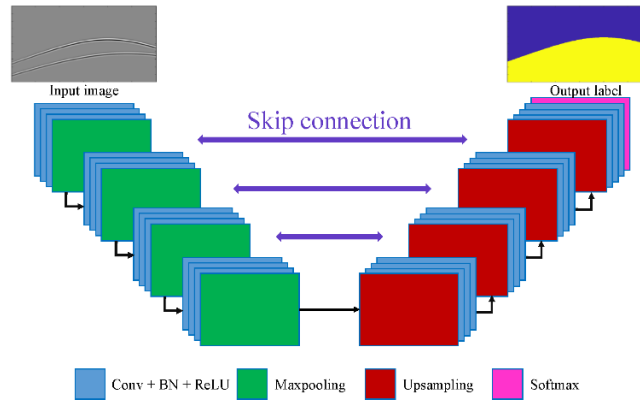 Input image
Output label
Skip connection
Conv + BN + ReLU
Maxpooling
Upsampling
Softmax